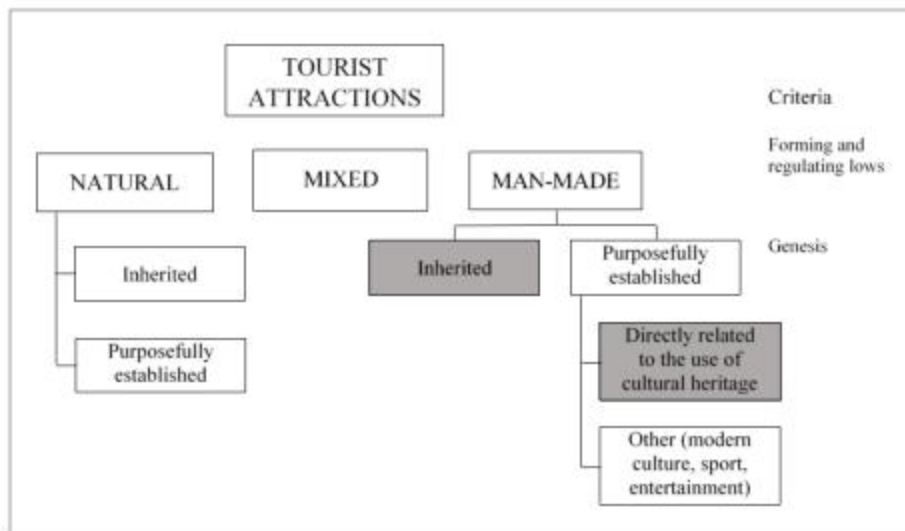 TOURIST
ATTRACTIONS
Criteria
Forming and
regulating lows
NATURAL
MIXED
MAN-MADE
Genesis
Inherited
Inherited
Purposefully
established
Purposefully
established
Directly related
to the use of
cultural heritage
Other (modern
culture, sport,
entertainment)